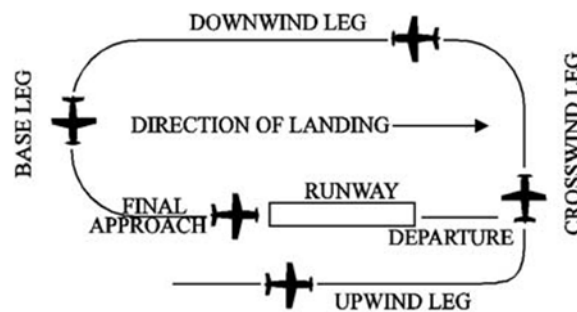 DOWNWIND LEG
BASE LEG
DIRECTION OF LANDING
CROSSWIND LEG
RUNWAY
FINAL
APPROACH
DEPARTURE
UPWIND LEG